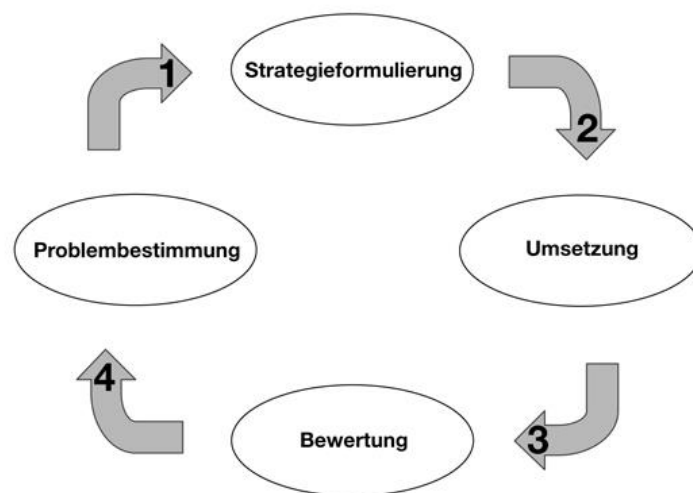 1
Strategieformulierung
2
Problembestimmung
Umsetzung
4
Bewertung
3